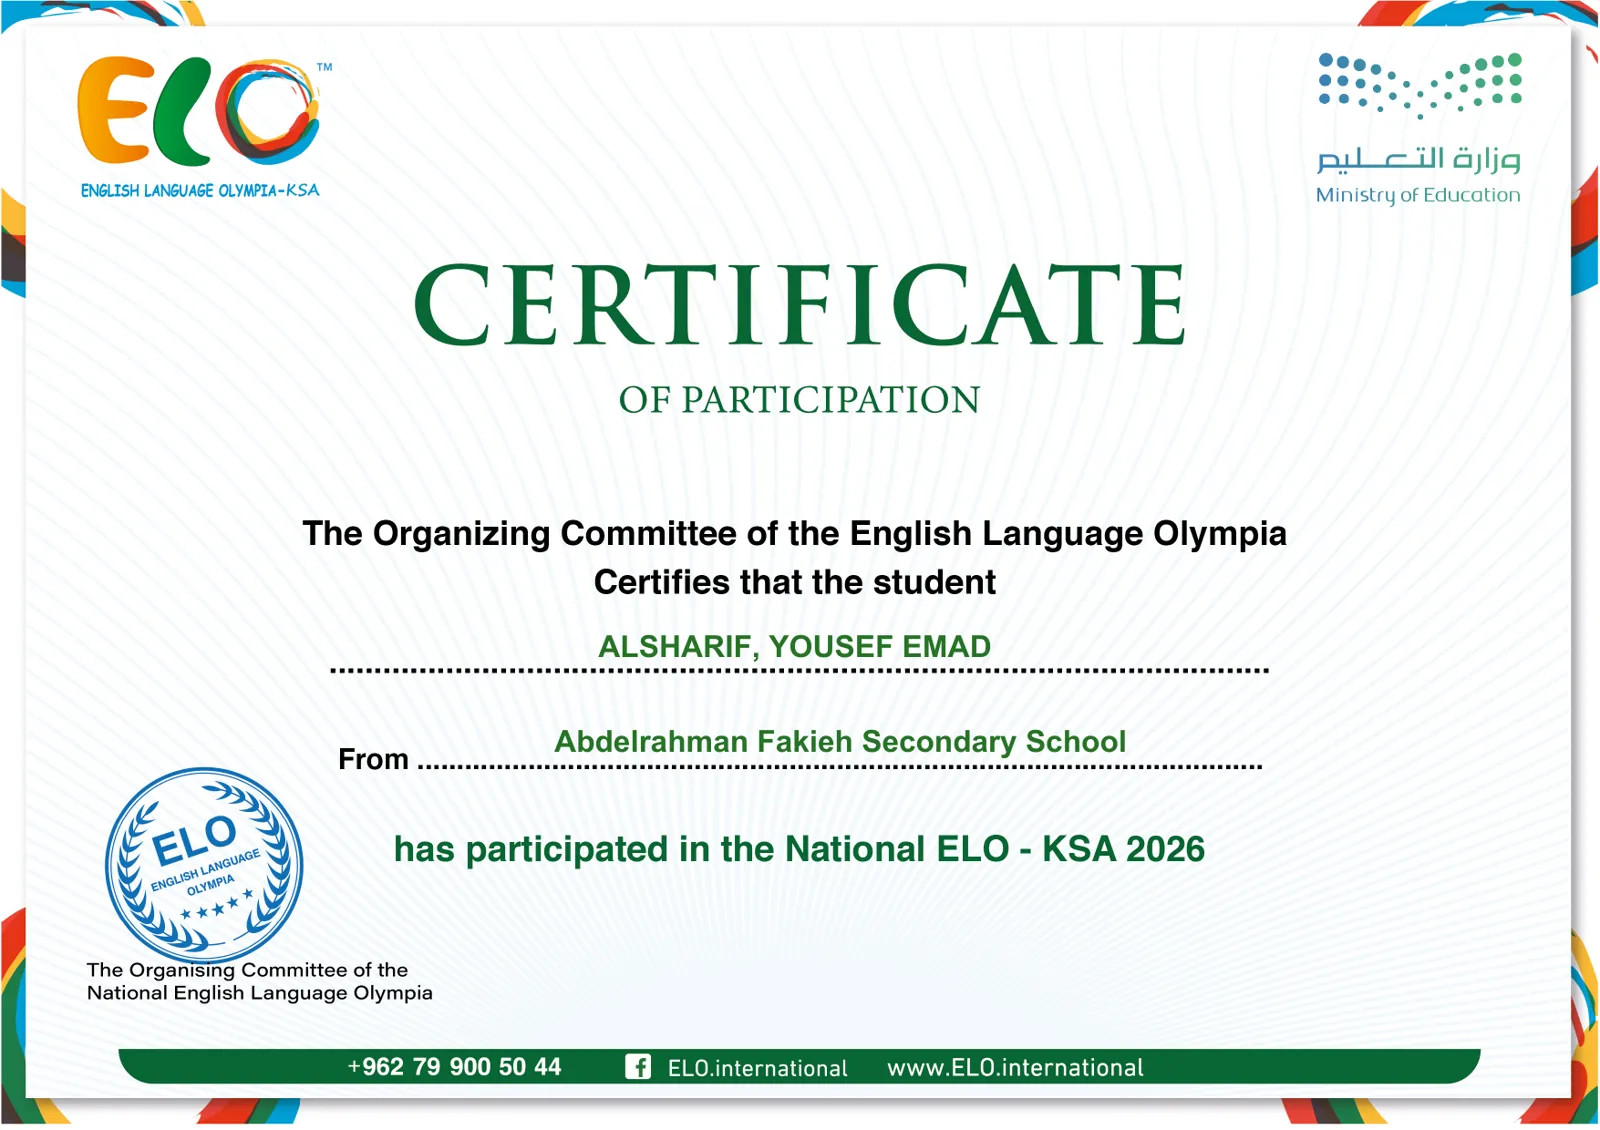 ELO TM
ENGLISH LANGUAGE OLYMPIA-KSA
وزارة التعليم
Ministry of Education
CERTIFICATE
OF PARTICIPATION
The Organizing Committee of the English Language Olympia
Certifies that the student
ALSHARIF, YOUSEF EMAD
From Abdelrahman Fakieh Secondary School
has participated in the National ELO - KSA 2026
ELO
ENGLISH LANGUAGE
OLYMPIA
The Organising Committee of the
National English Language Olympia
+962 79 900 50 44 ELO.international www.ELO.international